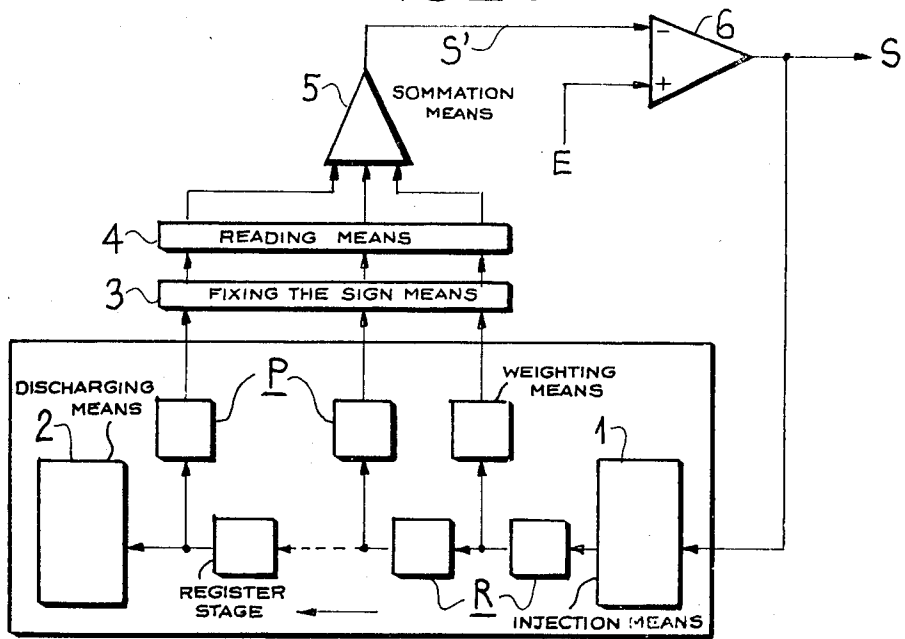 6
S'
S
5
SOMMATION
MEANS
E
4
READING MEANS
3
FIXING THE SIGN MEANS
DISCHARGING
MEANS
P
WEIGHTING
MEANS
2
1
REGISTER
STAGE
R
INJECTION MEANS